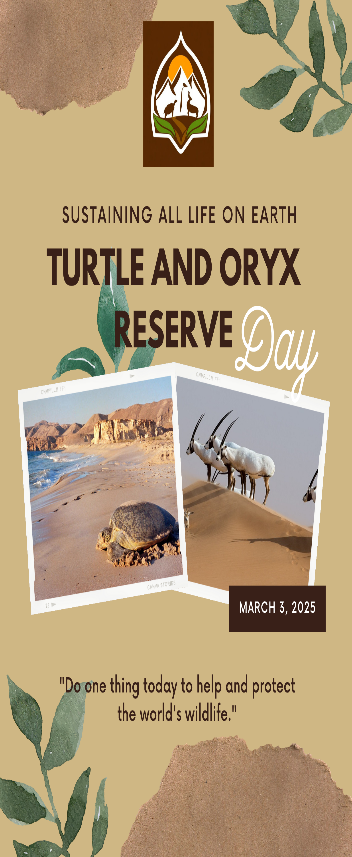 SUSTAINING ALL LIFE ON EARTH
TURTLE AND ORYX
RESERVE Day
MARCH 3, 2025
"Do one thing today to help and protect
the world's wildlife."